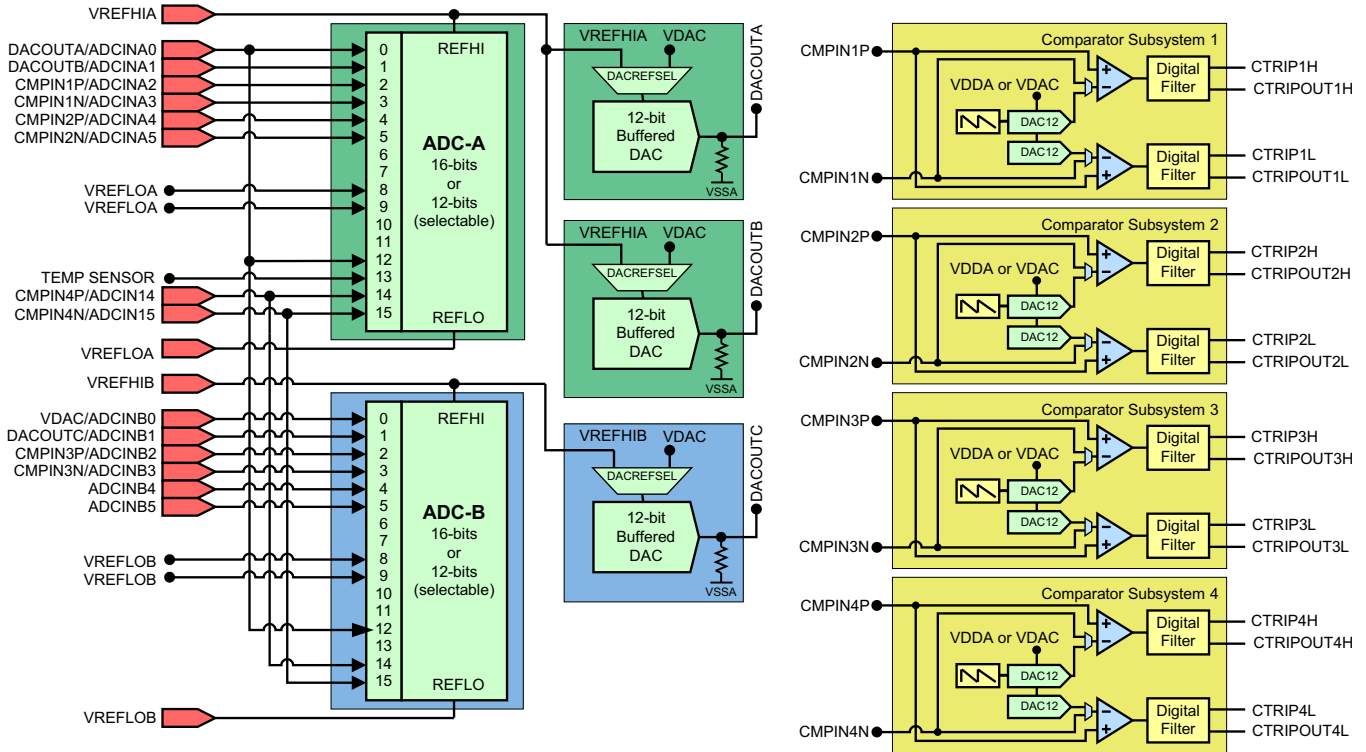 VREFHIA
DACOUTA/ADCINA0
DACOUTB/ADCINA1
CMPIN1P/ADCINA2
CMPIN1N/ADCINA3
CMPIN2P/ADCINA4
CMPIN2N/ADCINA5
VREFLOA
VREFLOA
TEMP SENSOR
CMPIN4P/ADCIN14
CMPIN4N/ADCIN15
VREFLOA
0
1
2
3
4
5
6
7
8
9
10
11
12
13
14
15
REFHI
ADC-A
16-bits
or
12-bits
(selectable)
REFLO
VREFHIB
VDAC/ADCINB0
DACOUTC/ADCINB1
CMPIN3P/ADCINB2
CMPIN3N/ADCINB3
ADCINB4
ADCINB5
VREFLOB
VREFLOB
VREFLOB
0
1
2
3
4
5
6
7
8
9
10
11
12
13
14
15
REFHI
ADC-B
16-bits
or
12-bits
(selectable)
REFLO
VREFHIA
VDAC
DACREFSEL
12-bit
Buffered
DAC
VSSA
DACOUTA
VREFHIA
VDAC
DACREFSEL
12-bit
Buffered
DAC
VSSA
DACOUTB
VREFHIB
VDAC
DACREFSEL
12-bit
Buffered
DAC
VSSA
DACOUTC
CMPIN1P
CMPIN1N
Comparator Subsystem 1
VDDA or VDAC
DAC12
DAC12
Digital
Filter
Digital
Filter
CTRIP1H
CTRIPOUT1H
CTRIP1L
CTRIPOUT1L
CMPIN2P
CMPIN2N
Comparator Subsystem 2
VDDA or VDAC
DAC12
DAC12
Digital
Filter
Digital
Filter
CTRIP2H
CTRIPOUT2H
CTRIP2L
CTRIPOUT2L
CMPIN3P
CMPIN3N
Comparator Subsystem 3
VDDA or VDAC
DAC12
DAC12
Digital
Filter
Digital
Filter
CTRIP3H
CTRIPOUT3H
CTRIP3L
CTRIPOUT3L
CMPIN4P
CMPIN4N
Comparator Subsystem 4
VDDA or VDAC
DAC12
DAC12
Digital
Filter
Digital
Filter
CTRIP4H
CTRIPOUT4H
CTRIP4L
CTRIPOUT4L